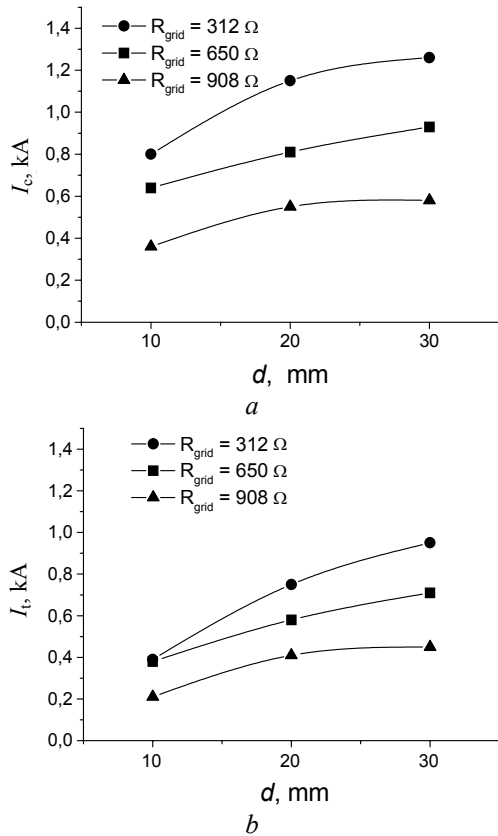 R_grid = 312 Ω
R_grid = 650 Ω
R_grid = 908 Ω
1,4
1,2
1,0
0,8
0,6
0,4
0,2
0,0
I_c, kA
10 20 30
d, mm
a
R_grid = 312 Ω
R_grid = 650 Ω
R_grid = 908 Ω
1,4
1,2
1,0
0,8
0,6
0,4
0,2
0,0
I_t, kA
10 20 30
d, mm
b